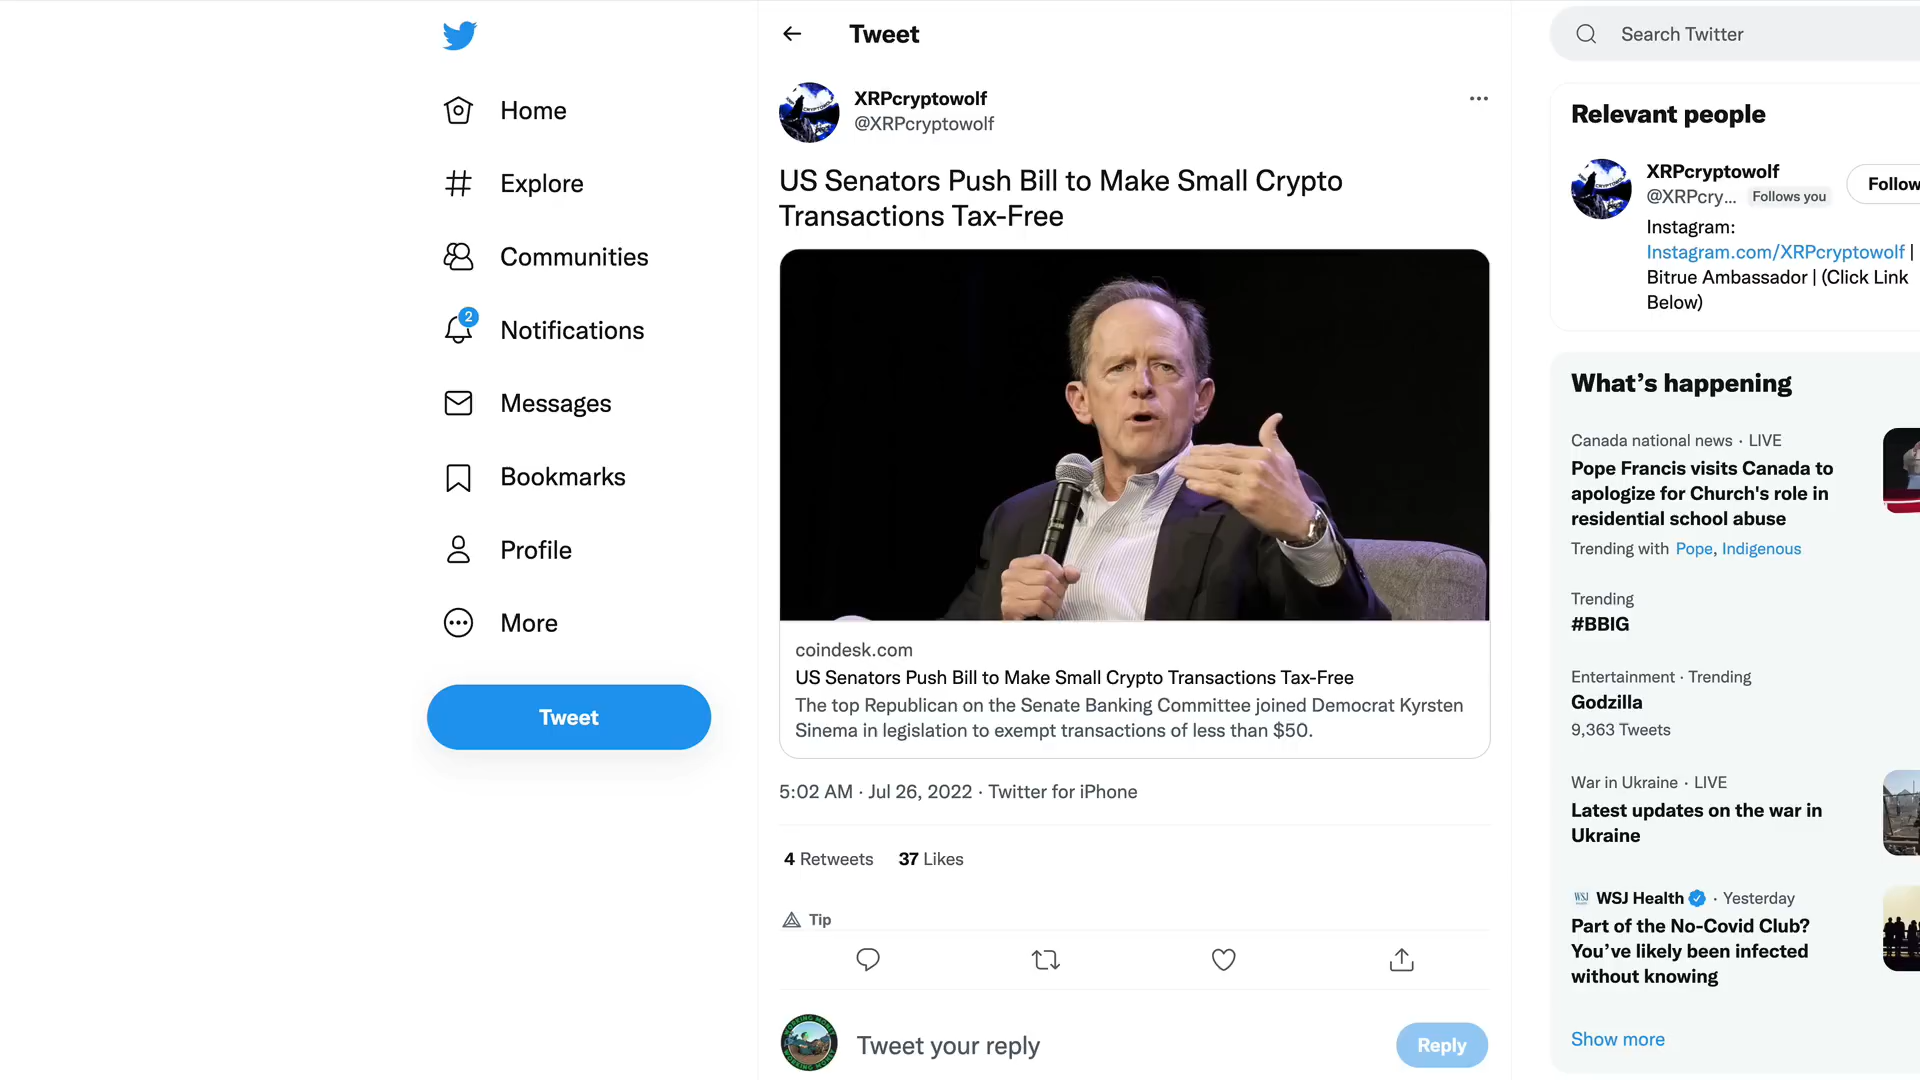 Home
Explore
Communities
2
Notifications
Messages
Bookmarks
Profile
More
Tweet
Tweet
XRPcryptowolf
@XRPcryptowolf
US Senators Push Bill to Make Small Crypto
Transactions Tax-Free
coindesk.com
US Senators Push Bill to Make Small Crypto Transactions Tax-Free
The top Republican on the Senate Banking Committee joined Democrat Kyrsten
Sinema in legislation to exempt transactions of less than $50.
5:02 AM · Jul 26, 2022 · Twitter for iPhone
4 Retweets 37 Likes
Tip
Tweet your reply
Reply
Search Twitter
Relevant people
XRPcryptowolf
@XRPcry... Follows you
Follow
Instagram:
Instagram.com/XRPcryptowolf |
Bitrue Ambassador | (Click Link
Below)
What's happening
Canada national news · LIVE
Pope Francis visits Canada to
apologize for Church's role in
residential school abuse
Trending with Pope, Indigenous
Trending
#BBIG
Entertainment · Trending
Godzilla
9,363 Tweets
War in Ukraine · LIVE
Latest updates on the war in
Ukraine
WSJ Health · Yesterday
Part of the No-Covid Club?
You've likely been infected
without knowing
Show more